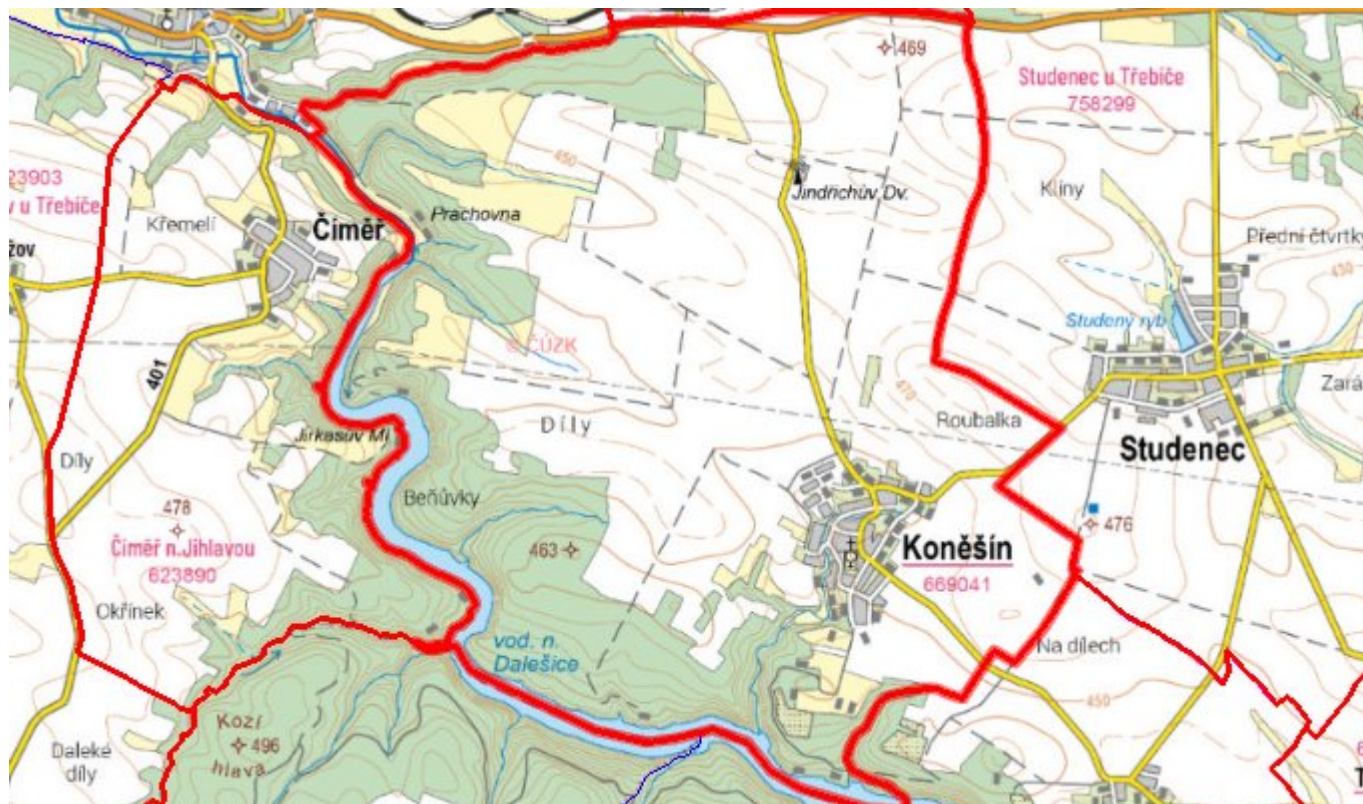 469
Studenec u Třebíče
758299
450
Jindřichův Dv.
Kliny
23903
u Třebíče
Křemelí
Čiměř
Prachovna
Přední čtvrtky
430
Studený ryb
© ČÚZK
401
470
Zará
Díly
Roubalka
Jirkasův Ml
Studenec
Díly
Beňůvky
478
476
Číměř n.Jihlavou
623890
463
Koněšín
669041
Okřínek
vod. n.
Dalešice
Na dílech
450
Kozí
496
hlava
Daleké
díly